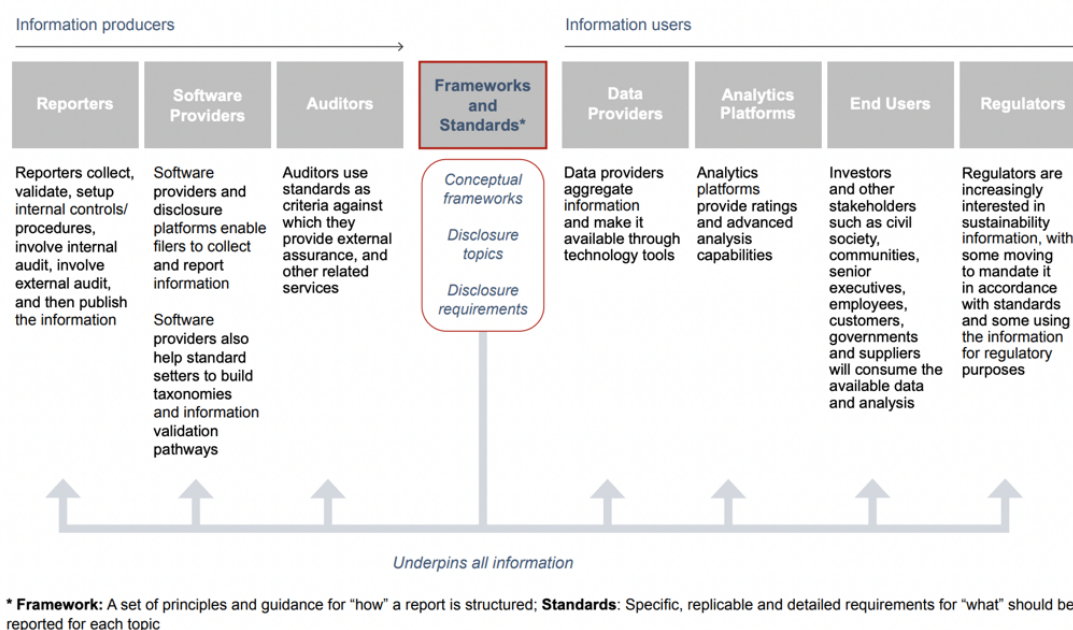 Information producers
Information users
Reporters
Software
Providers
Auditors
Frameworks
and
Standards*
Data
Providers
Analytics
Platforms
End Users
Regulators
Reporters collect,
validate, setup
internal controls/
procedures,
involve internal
audit, involve
external audit,
and then publish
the information
Software
providers and
disclosure
platforms enable
filers to collect
and report
information
Software
providers also
help standard
setters to build
taxonomies
and information
validation
pathways
Auditors use
standards as
criteria against
which they
provide external
assurance, and
other related
services
Conceptual
frameworks
Disclosure
topics
Disclosure
requirements
Data providers
aggregate
information
and make it
available through
technology tools
Analytics
platforms
provide ratings
and advanced
analysis
capabilities
Investors
and other
stakeholders
such as civil
society,
communities,
senior
executives,
employees,
customers,
governments
and suppliers
will consume the
available data
and analysis
Regulators are
increasingly
interested in
sustainability
information, with
some moving
to mandate it
in accordance
with standards
and some using
the information
for regulatory
purposes
Underpins all information
* Framework: A set of principles and guidance for “how” a report is structured; Standards: Specific, replicable and detailed requirements for “what” should be
reported for each topic